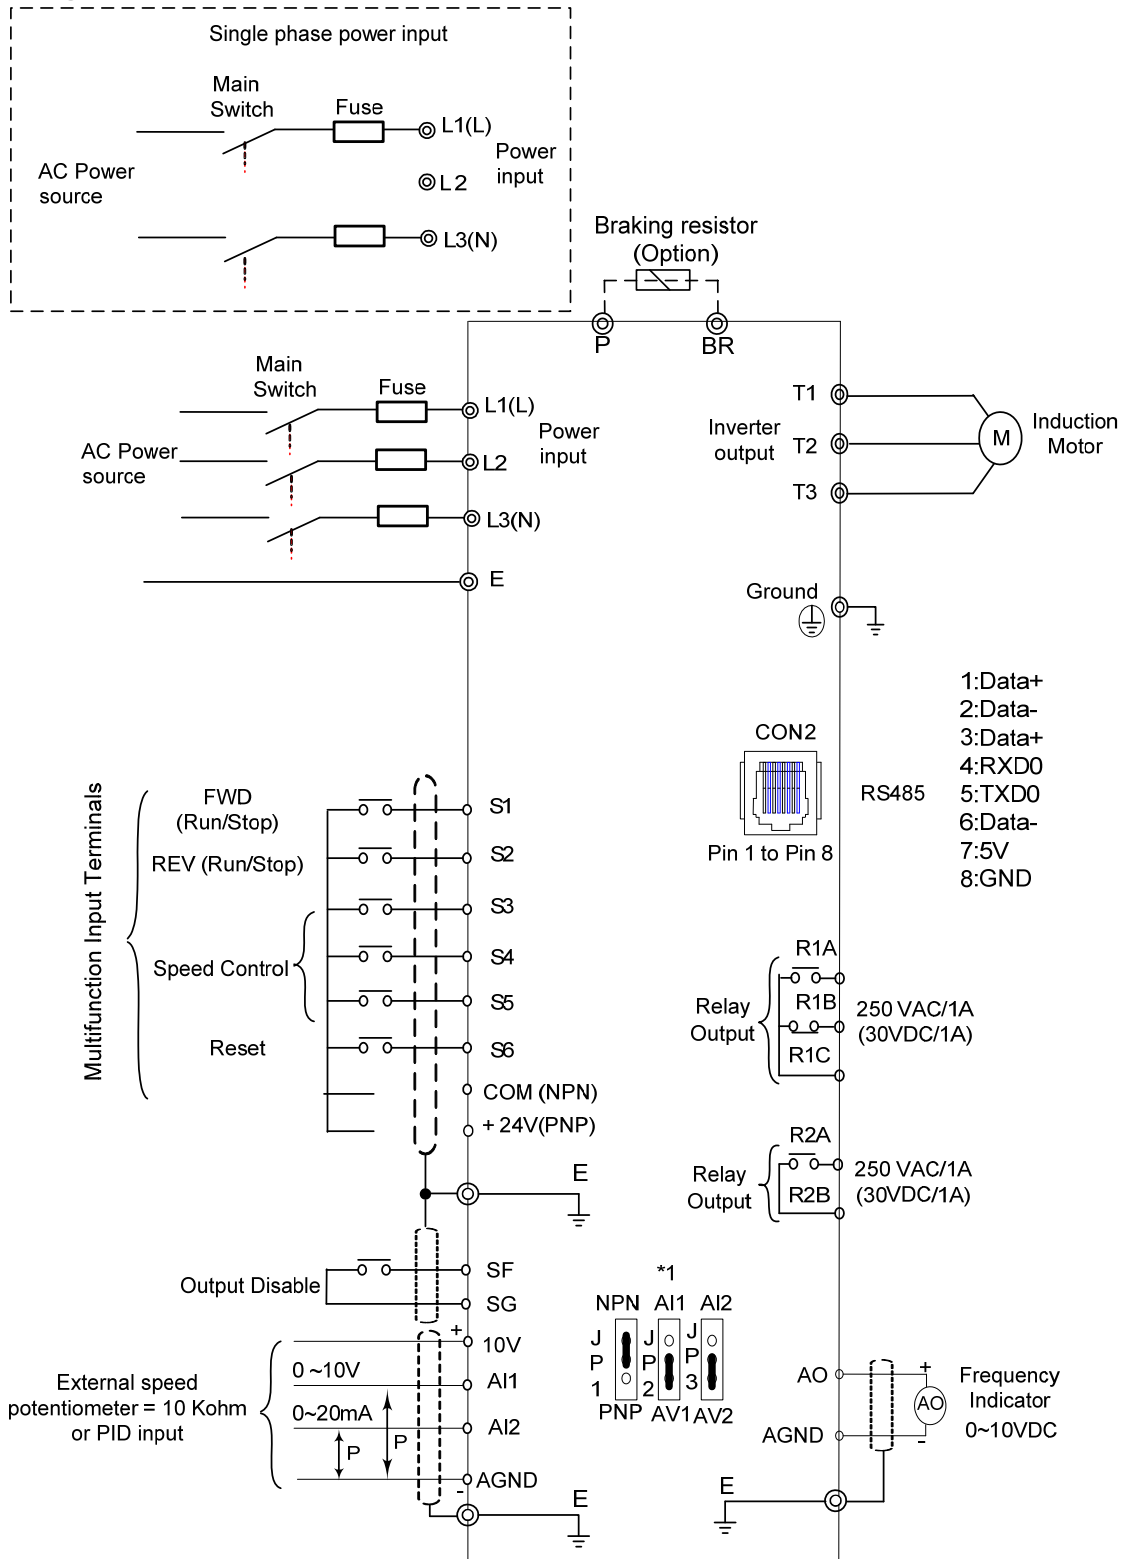 Single phase power input
Main
Switch
Fuse
L1(L)
Power
input
AC Power
source
L2
L3(N)
Braking resistor
(Option)
P
BR
Main
Switch
Fuse
L1(L)
Power
input
AC Power
source
L2
L3(N)
E
T1
Inverter
output
T2
T3
M
Induction
Motor
Ground
CON2
RS485
Pin 1 to Pin 8
1:Data+
2:Data-
3:Data+
4:RXD0
5:TXD0
6:Data-
7:5V
8:GND
Multifunction Input Terminals
FWD
(Run/Stop)
S1
REV (Run/Stop)
S2
S3
Speed Control
S4
S5
Reset
S6
COM (NPN)
+ 24V(PNP)
E
Relay
Output
R1A
R1B
R1C
250 VAC/1A
(30VDC/1A)
Relay
Output
R2A
R2B
250 VAC/1A
(30VDC/1A)
Output Disable
SF
SG
*1
NPN AI1 AI2
J
P
1
J
P
2
J
P
3
PNP AV1 AV2
+
10V
0 ~10V
AI1
External speed
potentiometer = 10 Kohm
or PID input
0~20mA
AI2
P
P
AGND
-
E
AO
+
AO
-
AGND
Frequency
Indicator
0~10VDC
E